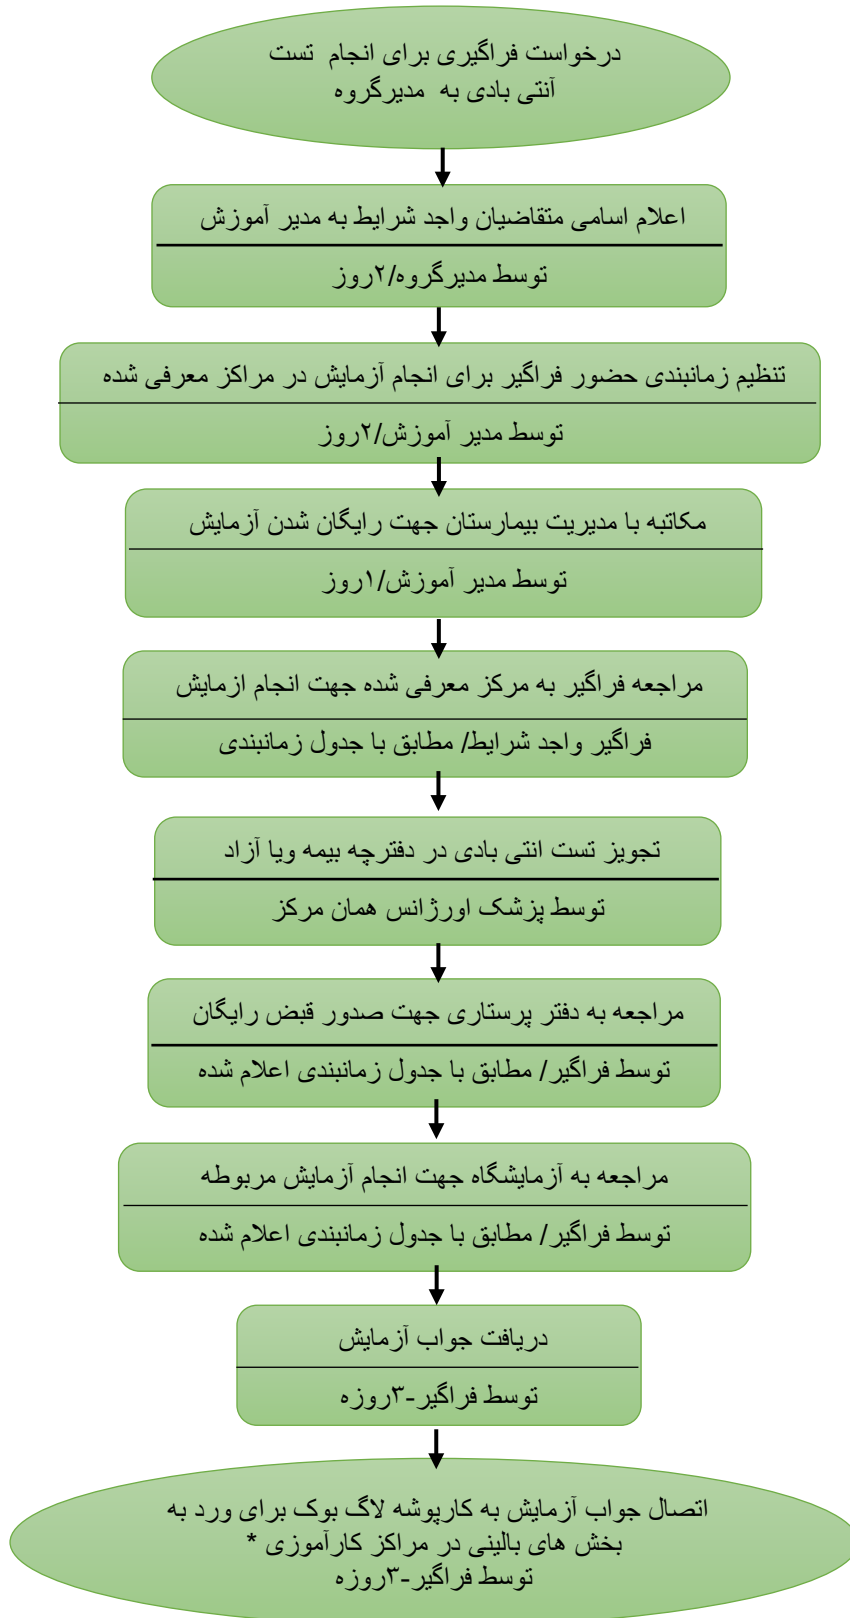 درخواست فراگیری برای انجام تست
آنتی بادی به مدیرگروه
اعلام اسامی متقاضیان واجد شرایط به مدیر آموزش
توسط مدیرگروه/۲روز
تنظیم زمانبندی حضور فراگیر برای انجام آزمایش در مراکز معرفی شده
توسط مدیر آموزش/۲روز
مکاتبه با مدیریت بیمارستان جهت رایگان شدن آزمایش
توسط مدیر آموزش/۱روز
مراجعه فراگیر به مرکز معرفی شده جهت انجام ازمایش
فراگیر واجد شرایط/ مطابق با جدول زمانبندی
تجویز تست انتی بادی در دفترچه بیمه ویا آزاد
توسط پزشک اورژانس همان مرکز
مراجعه به دفتر پرستاری جهت صدور قبض رایگان
توسط فراگیر/ مطابق با جدول زمانبندی اعلام شده
مراجعه به آزمایشگاه جهت انجام آزمایش مربوطه
توسط فراگیر/ مطابق با جدول زمانبندی اعلام شده
دریافت جواب آزمایش
توسط فراگیر-۳روزه
اتصال جواب آزمایش به کارپوشه لاگ بوک برای ورد به
بخش های بالینی در مراکز کارآموزی *
توسط فراگیر-۳روزه